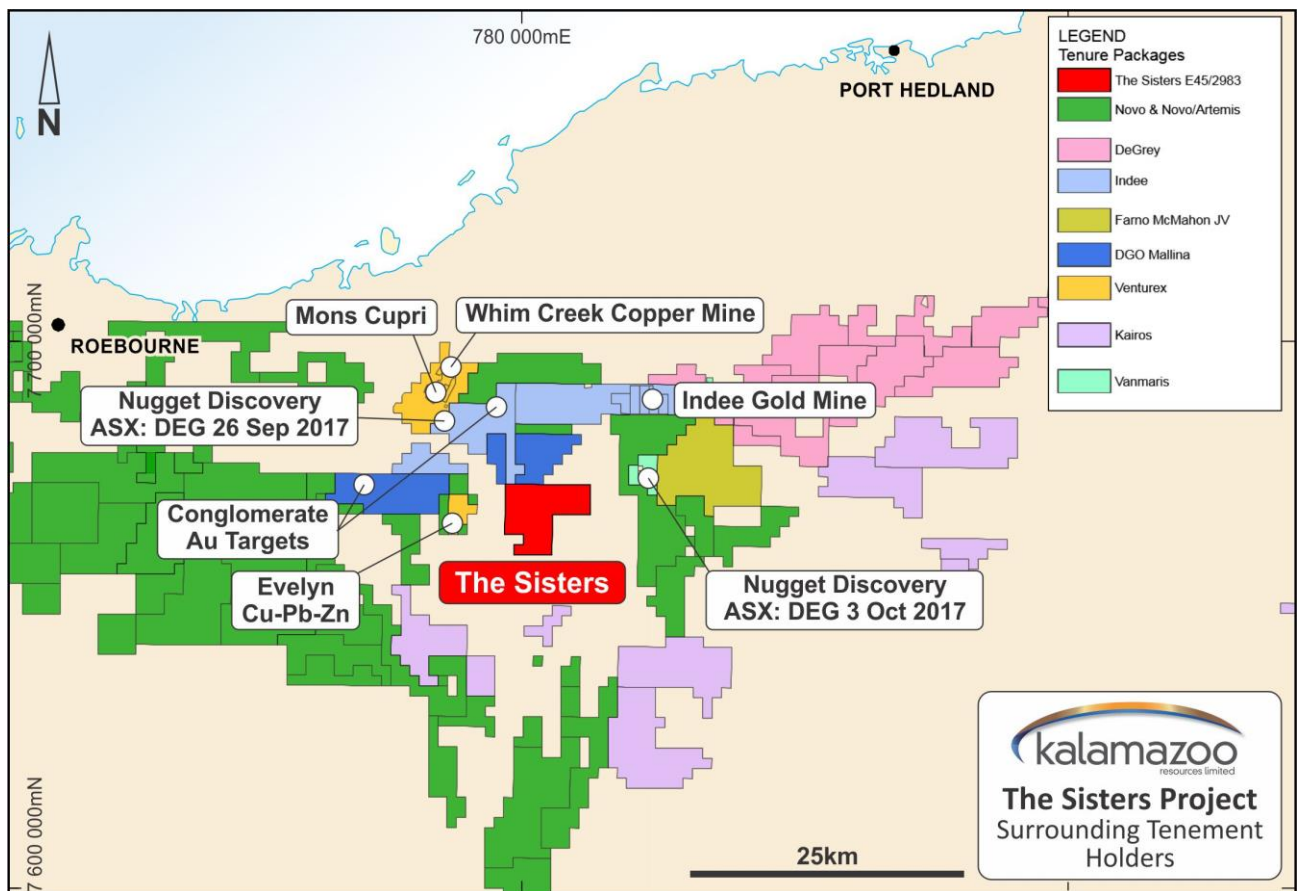 780 000mE
N
PORT HEDLAND
LEGEND
Tenure Packages
The Sisters E45/2983
Novo & Novo/Artemis
DeGrey
Indee
Farno McMahon JV
DGO Mallina
Venturex
Kairos
Vanmaris
7 700 000mN
ROEBOURNE
Mons Cupri
Whim Creek Copper Mine
Nugget Discovery
ASX: DEG 26 Sep 2017
Indee Gold Mine
Conglomerate
Au Targets
Evelyn
Cu-Pb-Zn
The Sisters
Nugget Discovery
ASX: DEG 3 Oct 2017
7 600 000mN
25km
kalamazoo
resources limited
The Sisters Project
Surrounding Tenement
Holders